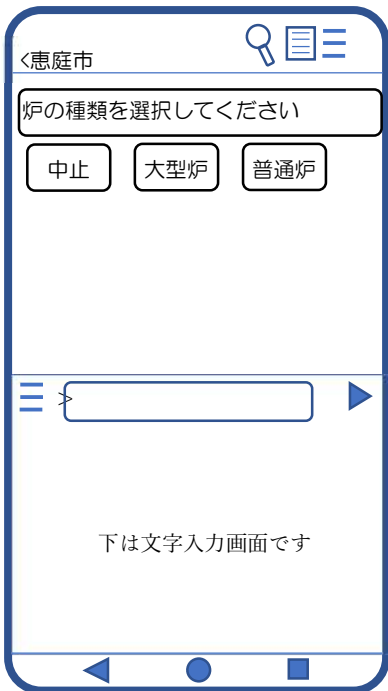 <恵庭市
炉の種類を選択してください
中止
大型炉
普通炉
>
下は文字入力画面です